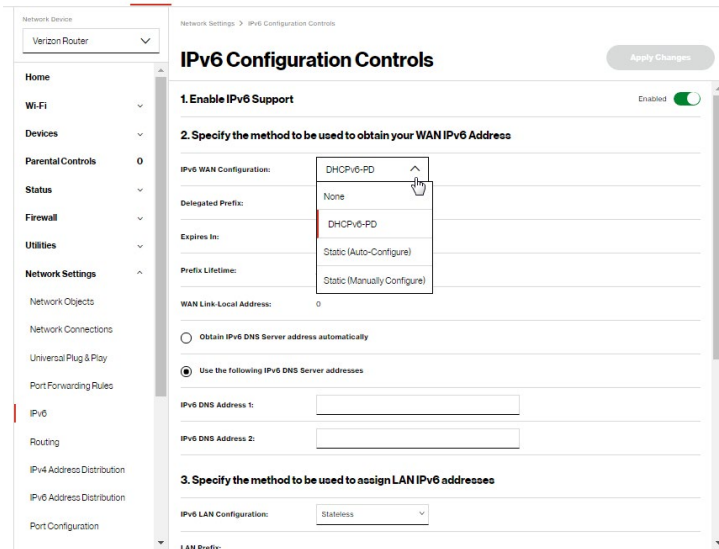 Network Device
Verizon Router
Home
Wi-Fi
Devices
Parental Controls 0
Status
Firewall
Utilities
Network Settings
Network Objects
Network Connections
Universal Plug & Play
Port Forwarding Rules
IPv6
Routing
IPv4 Address Distribution
IPv6 Address Distribution
Port Configuration
Network Settings > IPv6 Configuration Controls
IPv6 Configuration Controls
Apply Changes
1. Enable IPv6 Support
Enabled
2. Specify the method to be used to obtain your WAN IPv6 Address
IPv6 WAN Configuration: DHCPv6-PD
None
DHCPv6-PD
Static (Auto-Configure)
Static (Manually Configure)
Delegated Prefix:
Expires In:
Prefix Lifetime:
WAN Link-Local Address: 0
Obtain IPv6 DNS Server address automatically
Use the following IPv6 DNS Server addresses
IPv6 DNS Address 1:
IPv6 DNS Address 2:
3. Specify the method to be used to assign LAN IPv6 addresses
IPv6 LAN Configuration: Stateless
LAN Prefix: